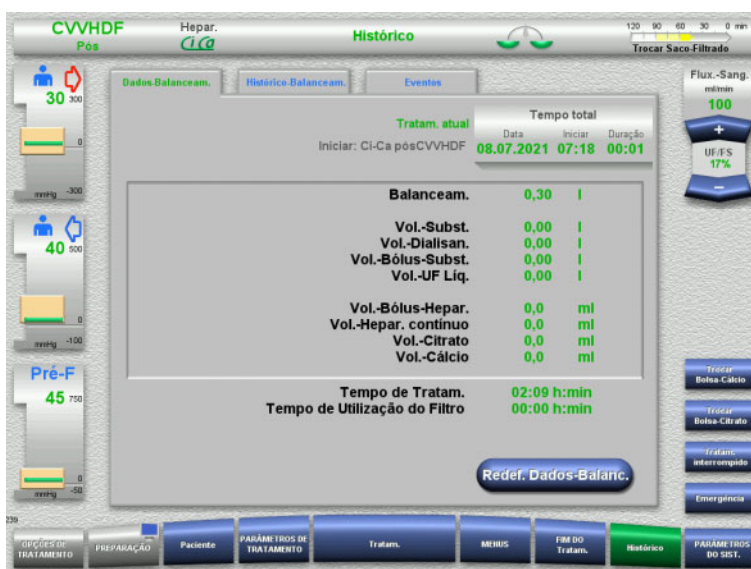 CVVHDF
Pós
Hepar.
CiCa
Histórico
120 90 60 30 0 min
Trocar Saco-Filtrado
30 300
0
mmHg -300
40 500
0
mmHg -100
Pré-F
45 750
0
mmHg -50
Dados-Balanceam.
Histórico-Balanceam.
Eventos
Tratam. atual
Iniciar: Ci-Ca pósCVVHDF
Tempo total
Data Iniciar Duração
08.07.2021 07:18 00:01
Balanceam. 0,30 l
Vol.-Subst. 0,00 l
Vol.-Dialisan. 0,00 l
Vol.-Bólus-Subst. 0,00 l
Vol.-UF Líq. 0,00 l
Vol.-Bólus-Hepar. 0,0 ml
Vol.-Hepar. contínuo 0,0 ml
Vol.-Citrato 0,0 ml
Vol.-Cálcio 0,0 ml
Tempo de Tratam. 02:09 h:min
Tempo de Utilização do Filtro 00:00 h:min
Redef. Dados-Balanc.
Flux.-Sang.
ml/min
100
+
UF/FS
17%
−
Trocar
Bolsa-Cálcio
Trocar
Bolsa-Citrato
Tratam.
interrompido
Emergência
239
OPÇÕES DE
TRATAMENTO
PREPARAÇÃO
Paciente
PARÂMETROS DE
TRATAMENTO
Tratam.
MENUS
FIM DO
Tratam.
Histórico
PARÂMETROS
DO SIST.